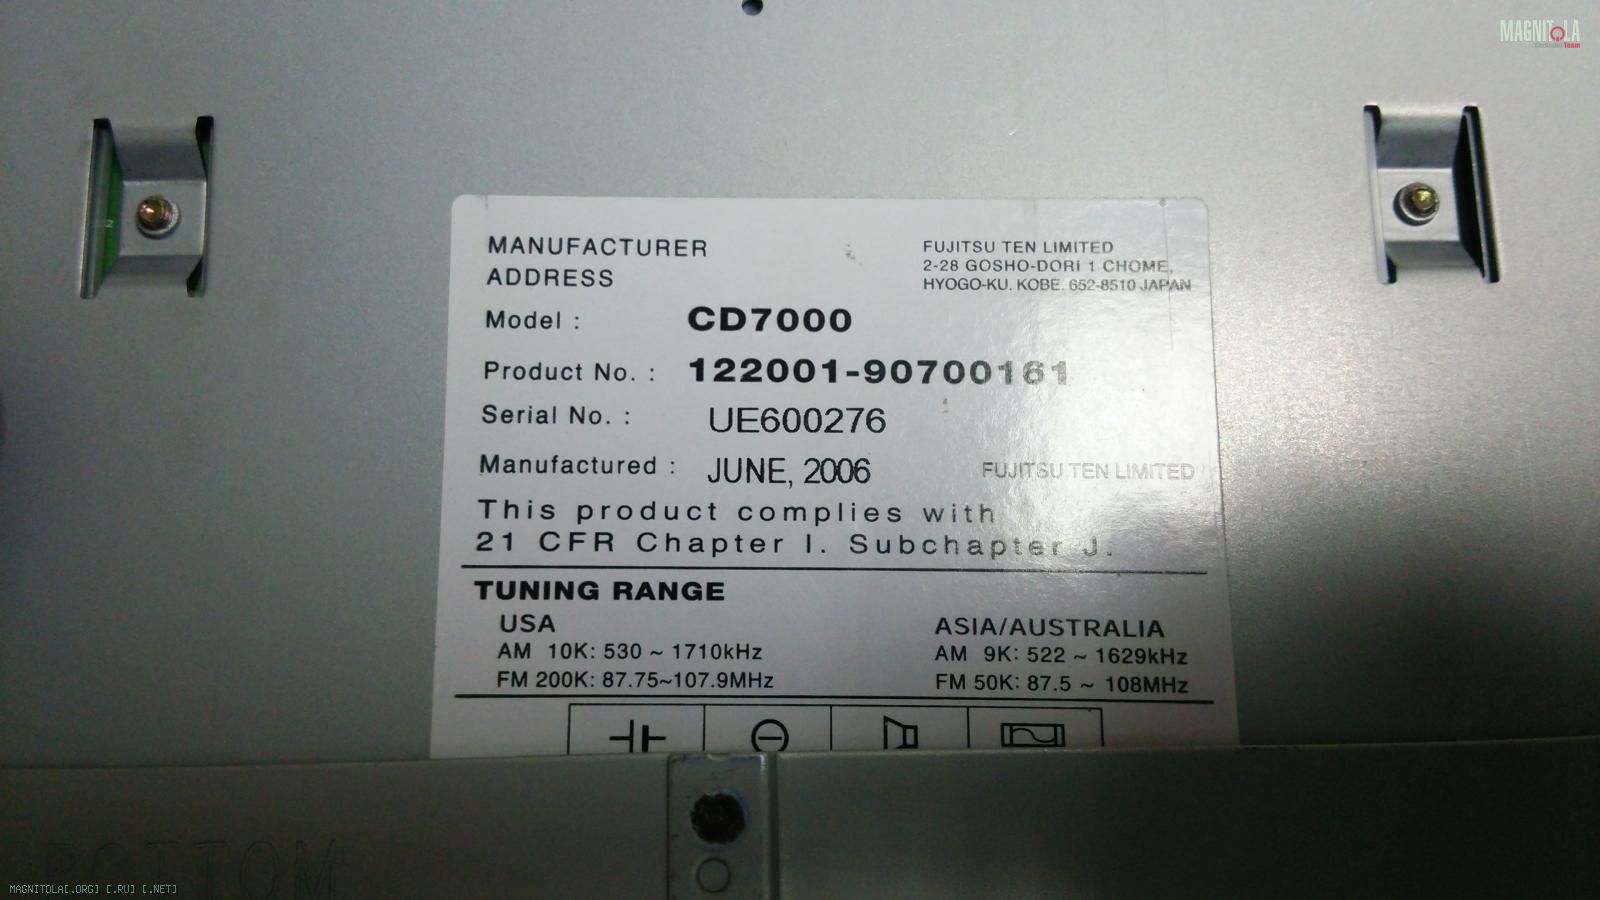 MAGNITOLA
Team
MANUFACTURER
ADDRESS
FUJITSU TEN LIMITED
2-28 GOSHO-DORI 1 CHOME,
HYOGO-KU. KOBE. 652-8510 JAPAN
Model : CD7000
Product No. : 122001-90700161
Serial No. : UE600276
Manufactured : JUNE, 2006 FUJITSU TEN LIMITED
This product complies with
21 CFR Chapter I. Subchapter J.
TUNING RANGE
USA
AM 10K: 530 ~ 1710kHz
FM 200K: 87.75~107.9MHz
ASIA/AUSTRALIA
AM 9K: 522 ~ 1629kHz
FM 50K: 87.5 ~ 108MHz
BOTTOM
MAGNITOLA[.ORG] [.RU] [.NET]